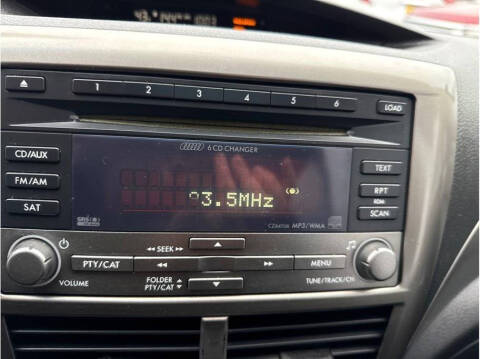 1 2 3 4 5 6 LOAD
6 CD CHANGER
CD/AUX
TEXT
FM/AM
RPT
SAT
3.5MHz
SCAN
SRS
MP3/WMA
SEEK
PTY/CAT
MENU
VOLUME
FOLDER
PTY/CAT
TUNE/TRACK/CH